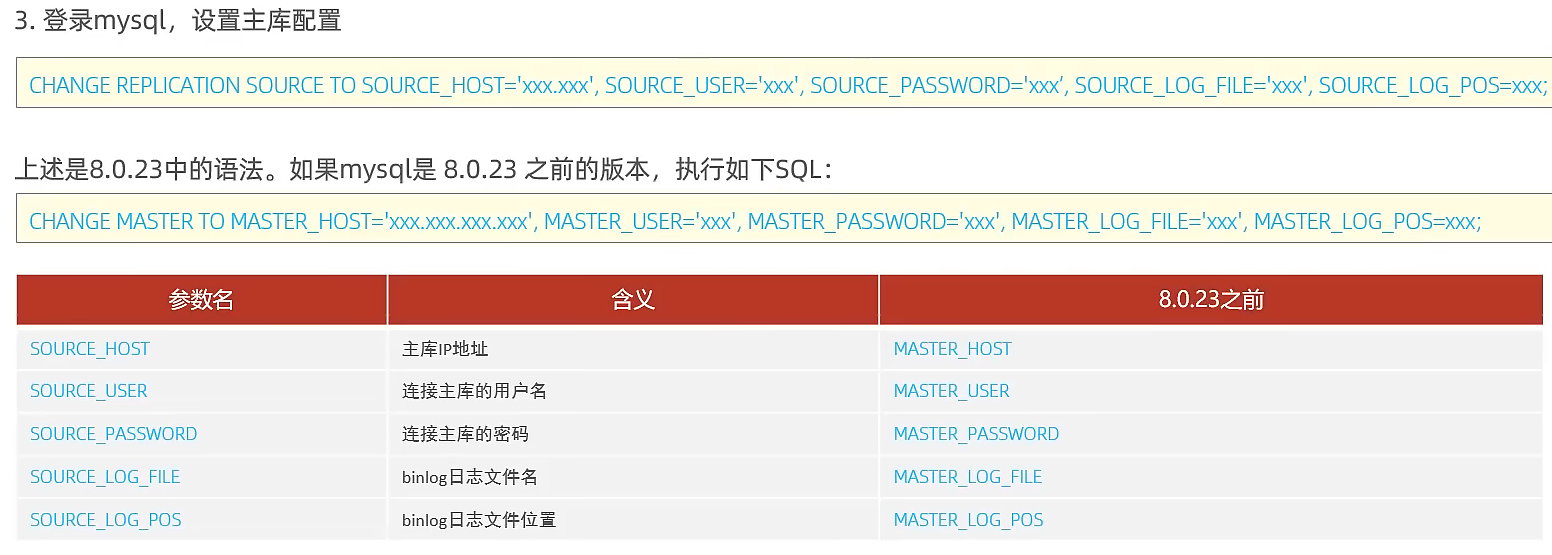 3. 登录mysql，设置主库配置
CHANGE REPLICATION SOURCE TO SOURCE_HOST='xxx.xxx', SOURCE_USER='xxx', SOURCE_PASSWORD='xxx’, SOURCE_LOG_FILE='xxx', SOURCE_LOG_POS=xxx;
上述是8.0.23中的语法。如果mysql是 8.0.23 之前的版本，执行如下SQL：
CHANGE MASTER TO MASTER_HOST='xxx.xxx.xxx.xxx', MASTER_USER='xxx', MASTER_PASSWORD='xxx', MASTER_LOG_FILE='xxx', MASTER_LOG_POS=xxx;
参数名 含义 8.0.23之前
SOURCE_HOST 主库IP地址 MASTER_HOST
SOURCE_USER 连接主库的用户名 MASTER_USER
SOURCE_PASSWORD 连接主库的密码 MASTER_PASSWORD
SOURCE_LOG_FILE binlog日志文件名 MASTER_LOG_FILE
SOURCE_LOG_POS binlog日志文件位置 MASTER_LOG_POS